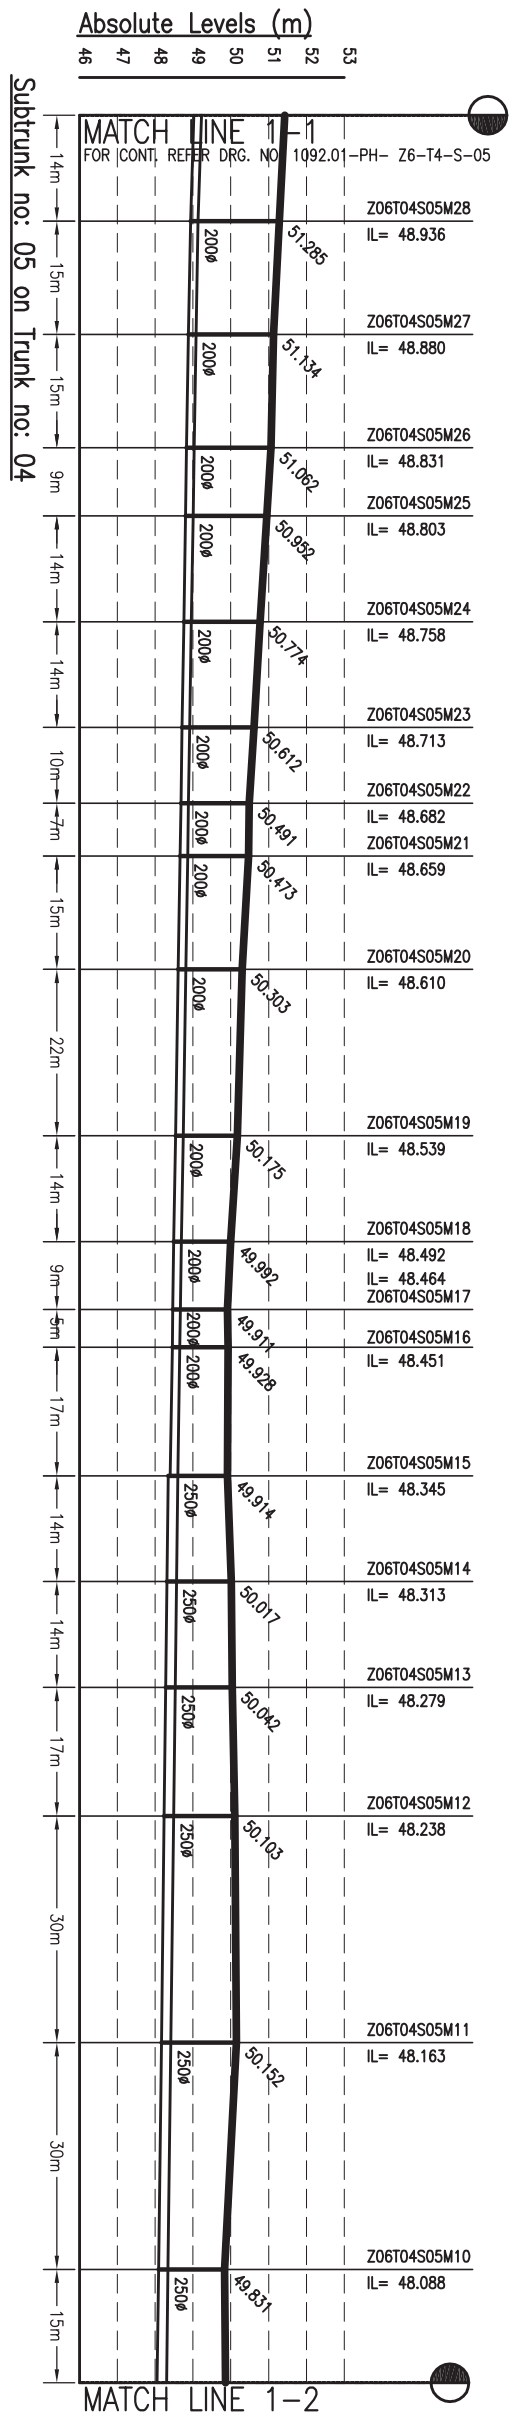 Absolute Levels (m)
46 47 48 49 50 51 52 53
Subtrunk no: 05 on Trunk no: 04
MATCH LINE 1-1
FOR CONT. REFER DRG. NO 1092.01-PH- Z6-T4-S-05
14m
Z06T04S05M28
IL= 48.936
51.285
200ø
15m
Z06T04S05M27
IL= 48.880
51.134
200ø
15m
Z06T04S05M26
IL= 48.831
51.062
200ø
9m
Z06T04S05M25
IL= 48.803
50.952
200ø
14m
Z06T04S05M24
IL= 48.758
50.774
200ø
14m
Z06T04S05M23
IL= 48.713
50.612
200ø
10m
Z06T04S05M22
IL= 48.682
50.491
200ø
7m
Z06T04S05M21
IL= 48.659
50.473
200ø
15m
Z06T04S05M20
IL= 48.610
50.303
200ø
22m
Z06T04S05M19
IL= 48.539
50.175
200ø
14m
Z06T04S05M18
IL= 48.492
49.992
200ø
9m
IL= 48.464
Z06T04S05M17
49.911
200ø
5m
Z06T04S05M16
IL= 48.451
49.928
200ø
17m
Z06T04S05M15
IL= 48.345
49.914
250ø
14m
Z06T04S05M14
IL= 48.313
50.017
250ø
14m
Z06T04S05M13
IL= 48.279
50.042
250ø
17m
Z06T04S05M12
IL= 48.238
50.103
250ø
30m
Z06T04S05M11
IL= 48.163
50.152
250ø
30m
Z06T04S05M10
IL= 48.088
49.831
250ø
15m
MATCH LINE 1-2